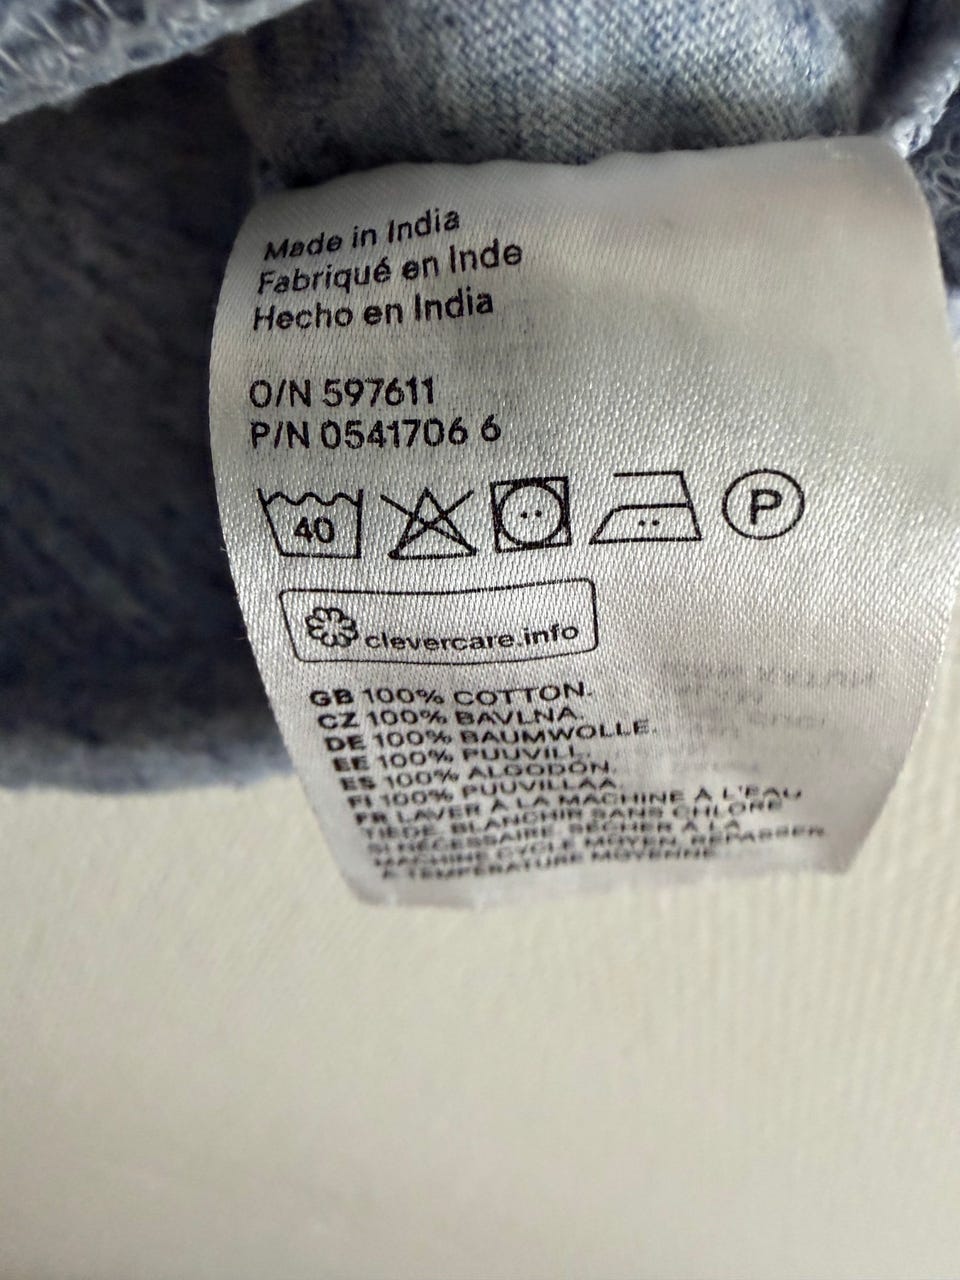 Made in India
Fabriqué en Inde
Hecho en India
O/N 597611
P/N 0541706 6
40
P
clevercare.info
GB 100% COTTON.
CZ 100% BAVLNA.
DE 100% BAUMWOLLE.
EE 100% PUUVILL.
ES 100% ALGODÓN.
FI 100% PUUVILLAA.
FR LAVER À LA MACHINE À L'EAU
TIÈDE. BLANCHIR SANS CHLORE
SI NÉCESSAIRE. SÉCHER À LA
MACHINE CYCLE MOYEN. REPASSER
À TEMPÉRATURE MOYENNE.